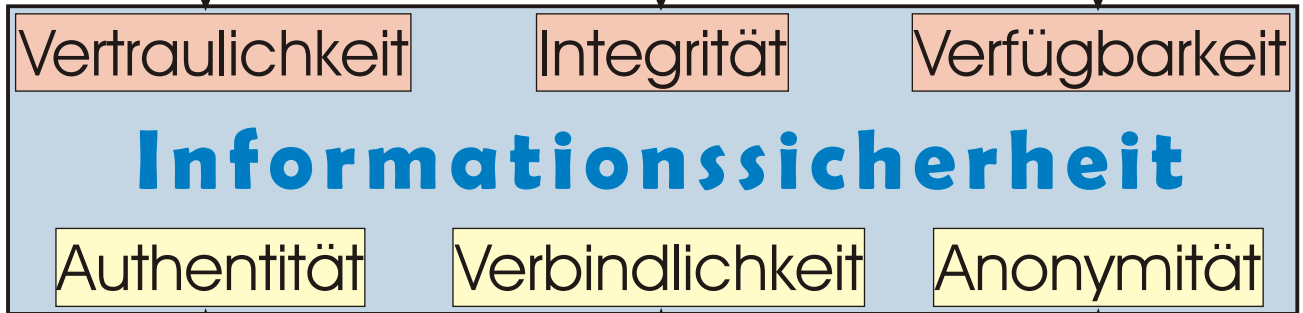 Vertraulichkeit Integrität Verfügbarkeit
Informationssicherheit
Authentität Verbindlichkeit Anonymität